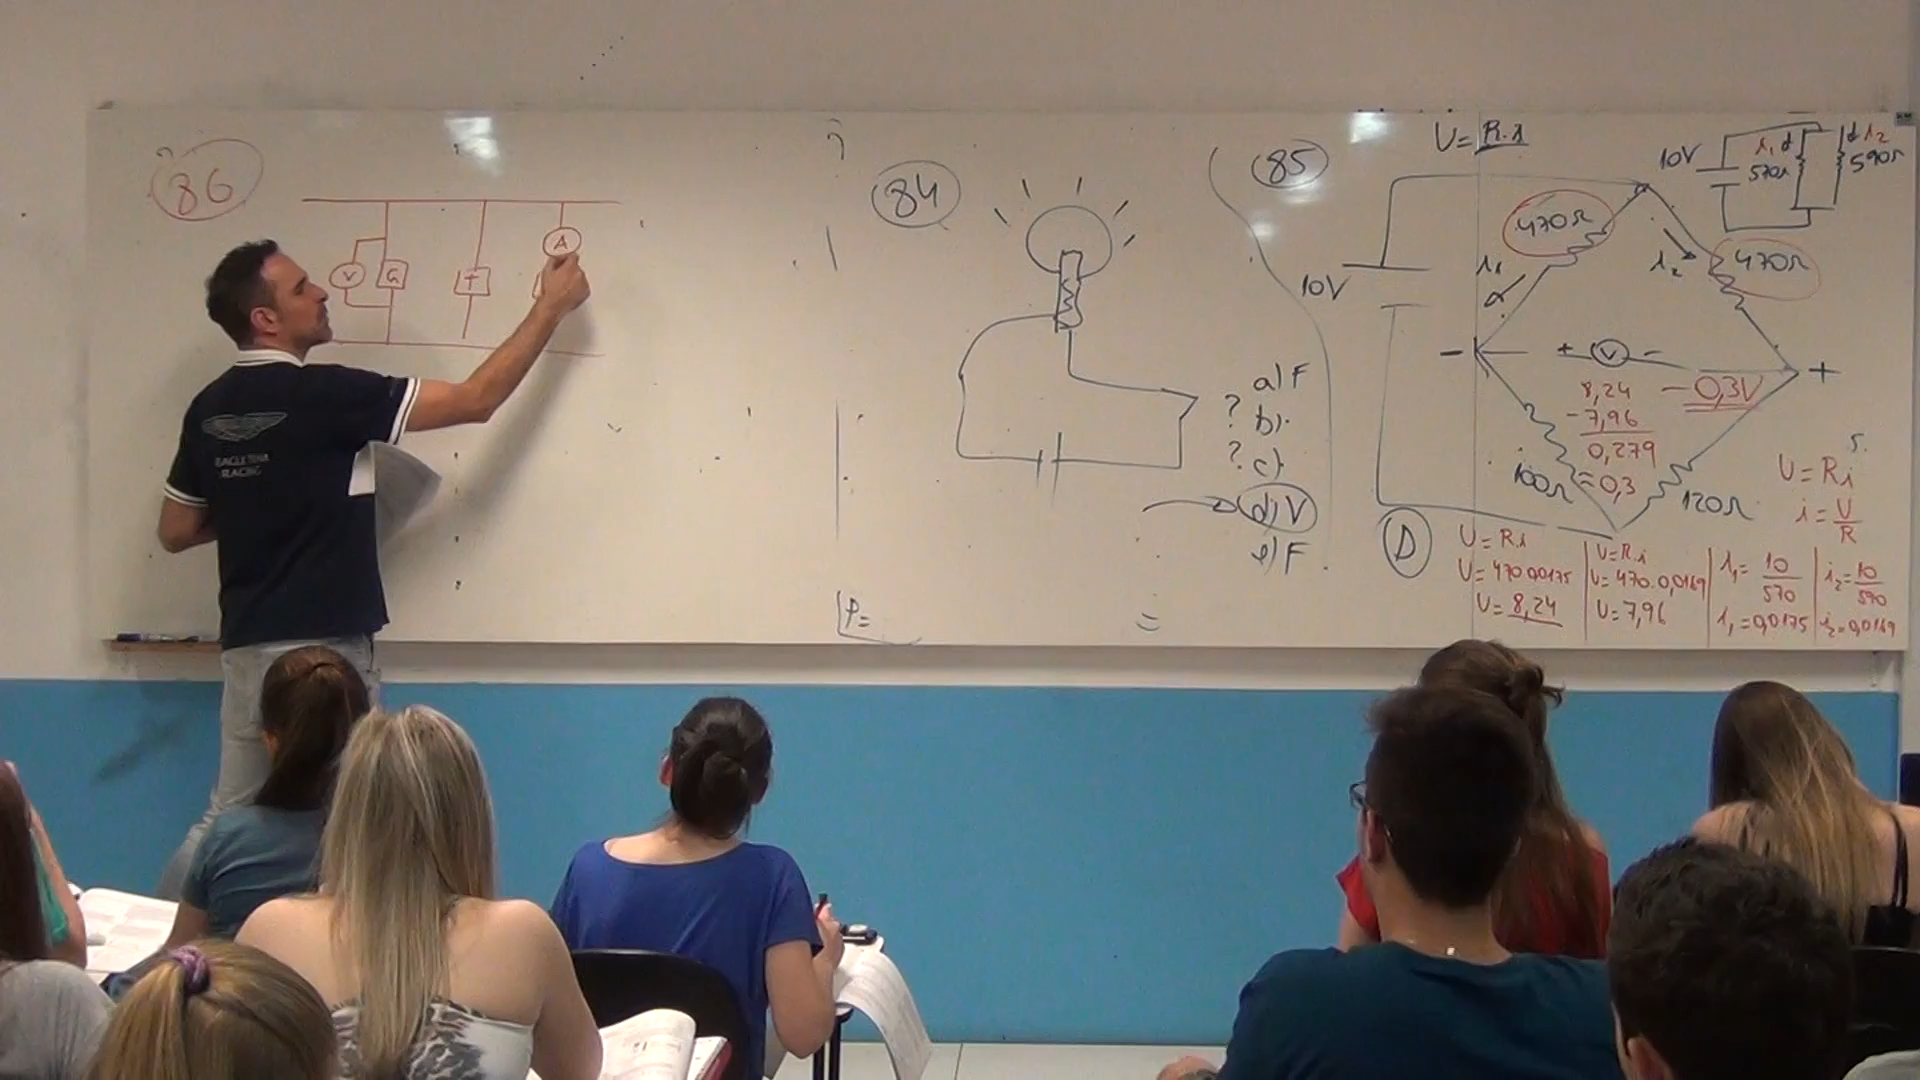 86
V
G
T
A
84
a) F
? b)
? c)
d) V
e) F
P=
=
85
U = R.i
10V
i₁
570Ω
i₂
590Ω
470Ω
470Ω
i₁
i₂
10V
-
+ V -
+
8,24
-7,96
0,279
≈0,3
-0,3V
100Ω
120Ω
U = Ri
i = U/R
D
U = R.i
U = 470.0,0175
U = 8,24
U = R.i
U = 470.0,0169
U = 7,96
i₁ = 10/570
i₁ = 0,0175
i₂ = 10/590
i₂ = 0,0169
RACING